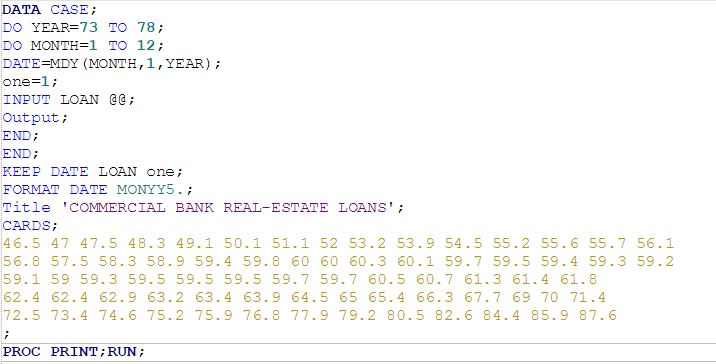 DATA CASE;
DO YEAR=73 TO 78;
DO MONTH=1 TO 12;
DATE=MDY(MONTH,1,YEAR);
one=1;
INPUT LOAN @@;
Output;
END;
END;
KEEP DATE LOAN one;
FORMAT DATE MONYY5.;
Title 'COMMERCIAL BANK REAL-ESTATE LOANS';
CARDS;
46.5 47 47.5 48.3 49.1 50.1 51.1 52 53.2 53.9 54.5 55.2 55.6 55.7 56.1
56.8 57.5 58.3 58.9 59.4 59.8 60 60 60.3 60.1 59.7 59.5 59.4 59.3 59.2
59.1 59 59.3 59.5 59.5 59.5 59.7 59.7 60.5 60.7 61.3 61.4 61.8
62.4 62.4 62.9 63.2 63.4 63.9 64.5 65 65.4 66.3 67.7 69 70 71.4
72.5 73.4 74.6 75.2 75.9 76.8 77.9 79.2 80.5 82.6 84.4 85.9 87.6
;
PROC PRINT;RUN;